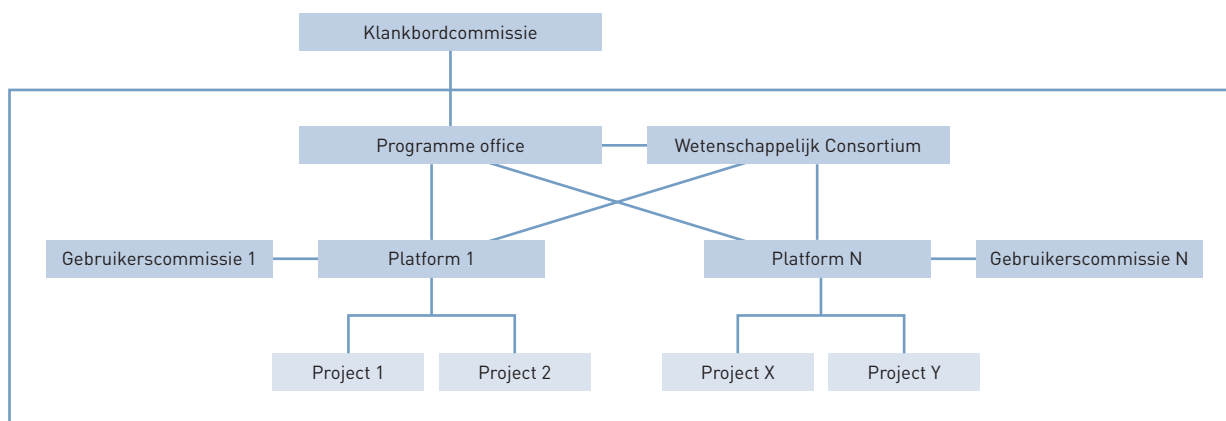 Klankbordcommissie
Programme office
Wetenschappelijk Consortium
Gebruikerscommissie 1
Platform 1
Platform N
Gebruikerscommissie N
Project 1
Project 2
Project X
Project Y